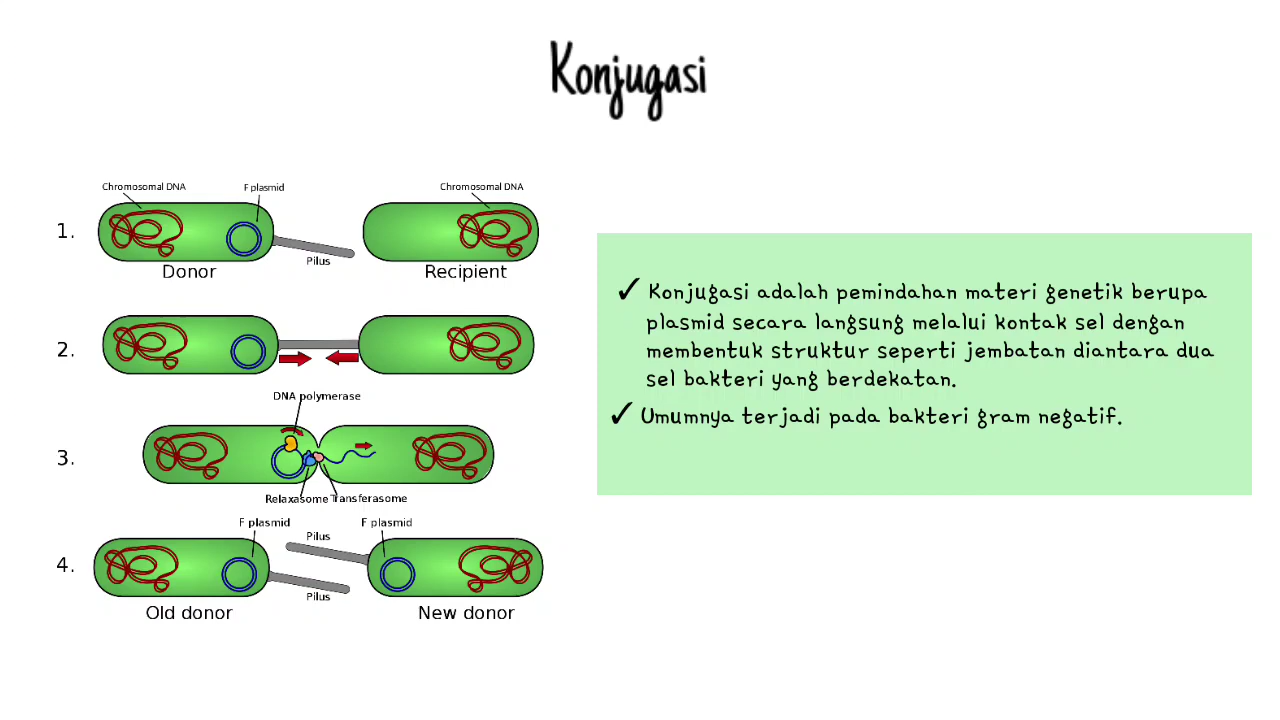 Konjugasi
Chromosomal DNA
F plasmid
Chromosomal DNA
1.
Pilus
Donor
Recipient
2.
DNA polymerase
3.
Relaxasome
Transferasome
F plasmid
Pilus
F plasmid
4.
Pilus
Old donor
New donor
✓ Konjugasi adalah pemindahan materi genetik berupa
plasmid secara langsung melalui kontak sel dengan
membentuk struktur seperti jembatan diantara dua
sel bakteri yang berdekatan.
✓ Umumnya terjadi pada bakteri gram negatif.